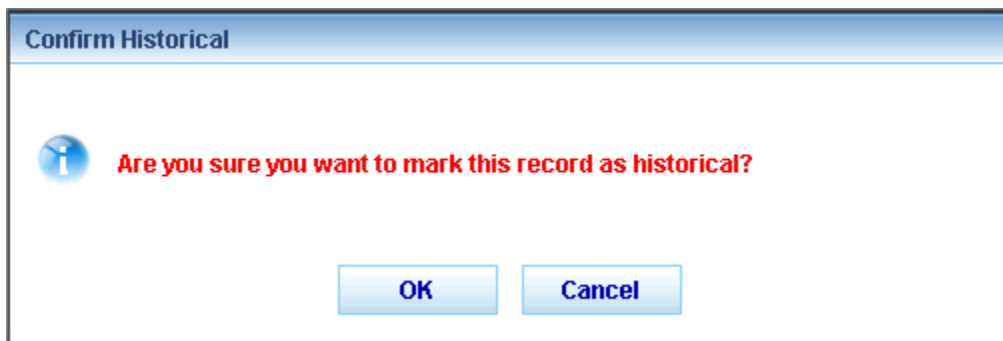 Confirm Historical
Are you sure you want to mark this record as historical?
OK Cancel